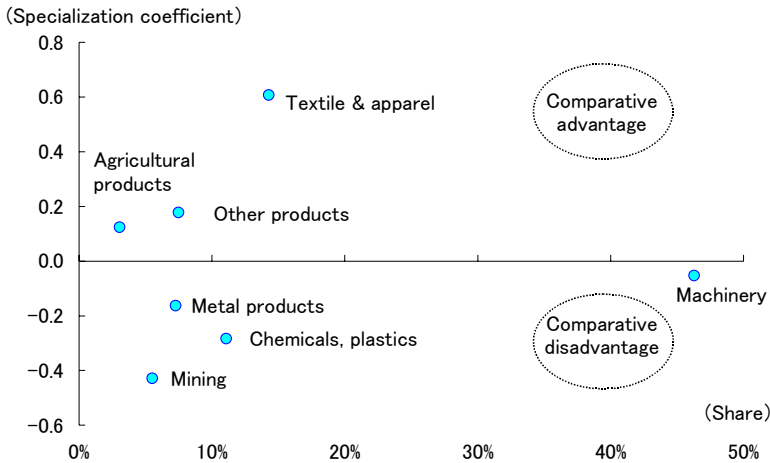 (Specialization coefficient)
0.8
0.6
0.4
0.2
0.0
-0.2
-0.4
-0.6
Textile & apparel
Comparative
advantage
Agricultural
products
Other products
Machinery
Metal products
Chemicals, plastics
Mining
Comparative
disadvantage
(Share)
0%
10%
20%
30%
40%
50%